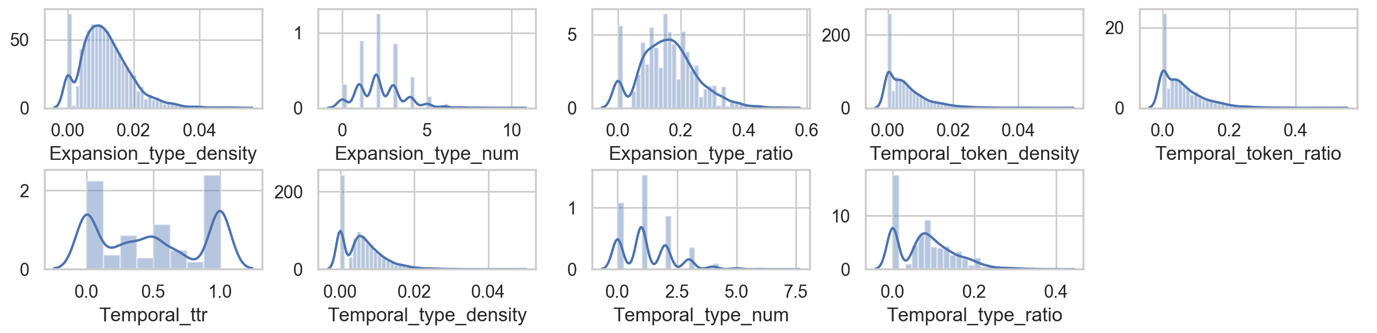 50
0
0.00 0.02 0.04
Expansion_type_density
1
0
0 5 10
Expansion_type_num
5
0
0.0 0.2 0.4 0.6
Expansion_type_ratio
200
0
0.00 0.02 0.04
Temporal_token_density
20
0
0.0 0.2 0.4
Temporal_token_ratio
2
0
0.0 0.5 1.0
Temporal_ttr
200
0
0.00 0.02 0.04
Temporal_type_density
1
0
0.0 2.5 5.0 7.5
Temporal_type_num
10
0
0.0 0.2 0.4
Temporal_type_ratio